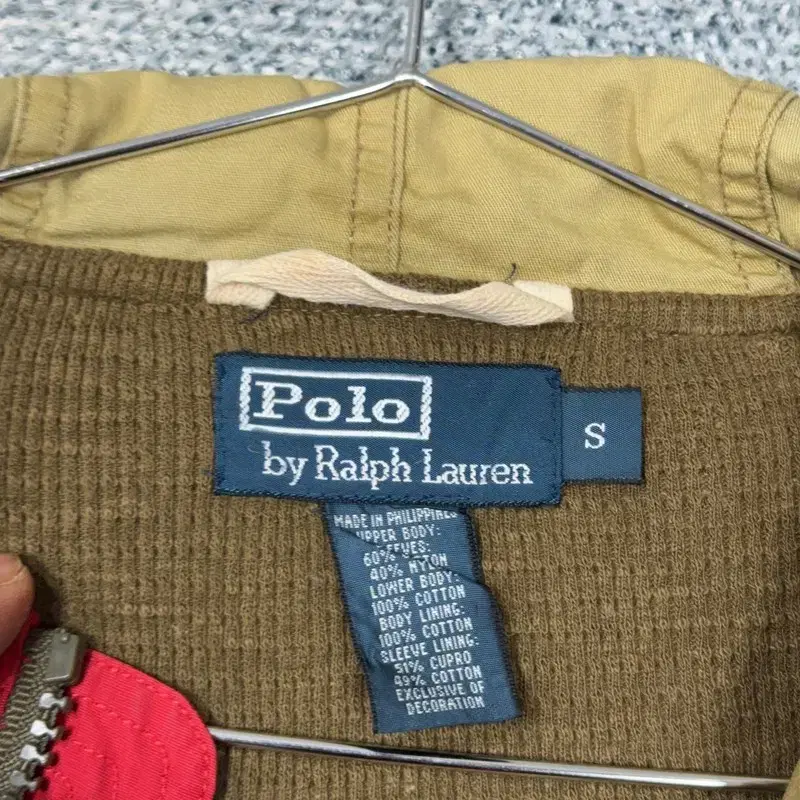 Polo
by Ralph Lauren
S
MADE IN PHILIPPINES
UPPER BODY:
60%
40% NYLON
LOWER BODY:
100% COTTON
BODY LINING:
100% COTTON
SLEEVE LINING:
51% CUPRO
49% COTTON
EXCLUSIVE OF
DECORATION